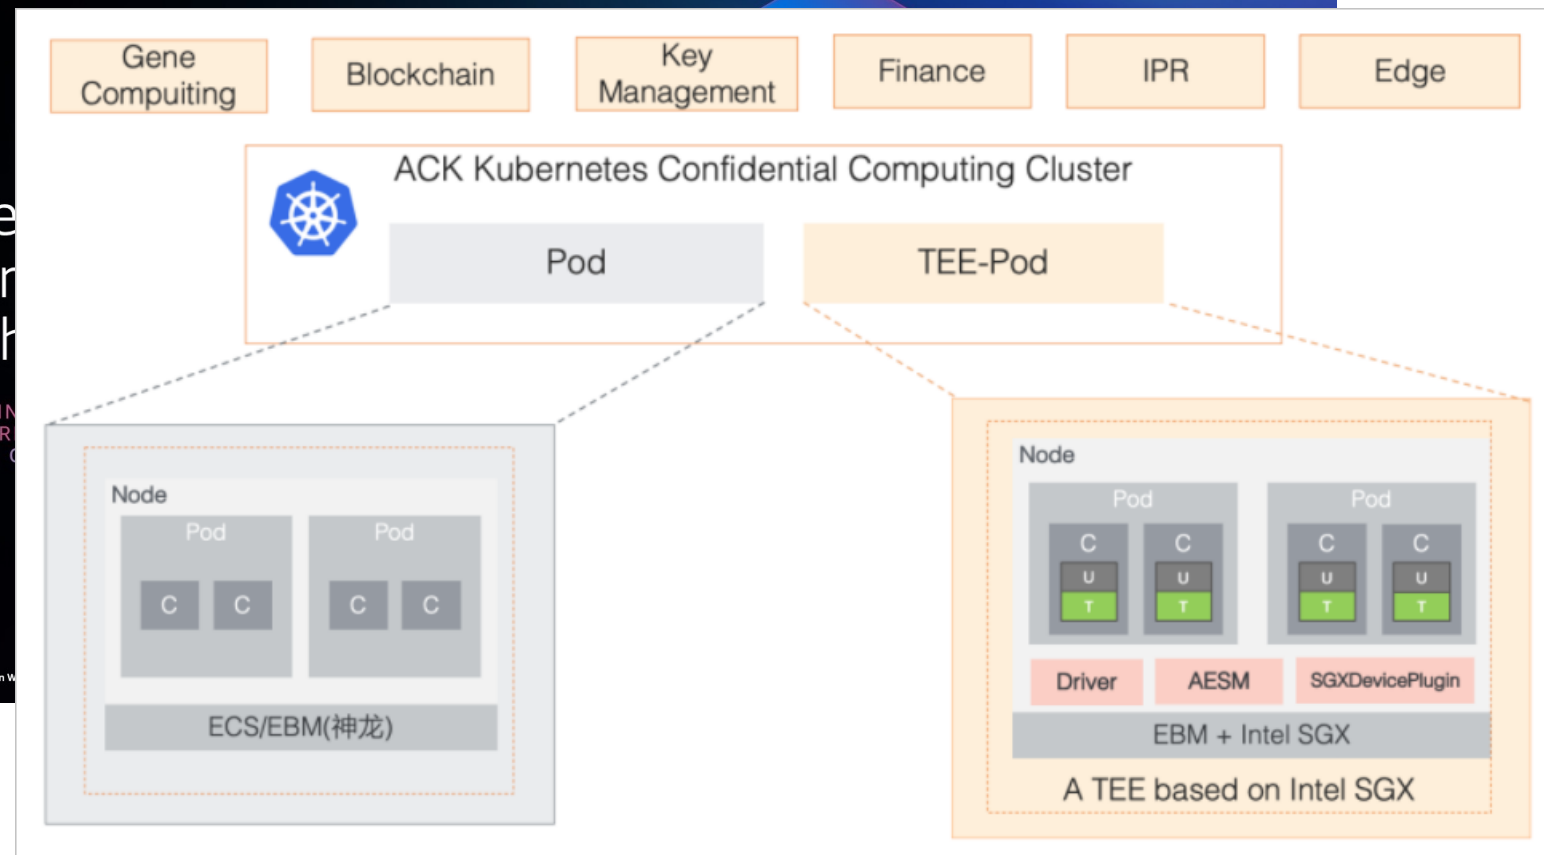 Gene
Compuiting
Blockchain
Key
Management
Finance
IPR
Edge
ACK Kubernetes Confidential Computing Cluster
Pod
TEE-Pod
Node
Pod
Pod
C
C
C
C
ECS/EBM(神龙)
Node
Pod
Pod
C
C
C
C
U
U
U
U
T
T
T
T
Driver
AESM
SGXDevicePlugin
EBM + Intel SGX
A TEE based on Intel SGX